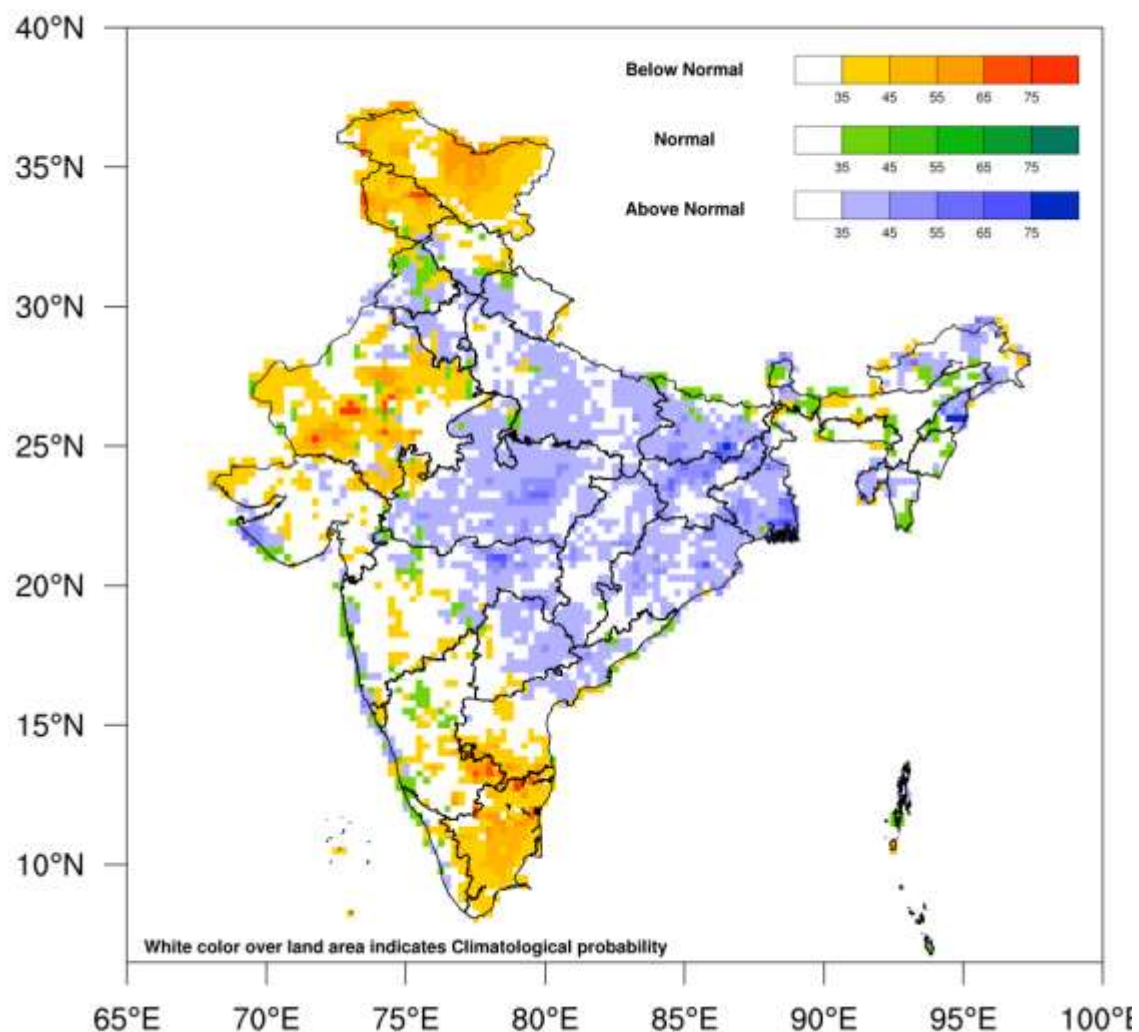 40°N
Below Normal
35 45 55 65 75
Normal
35 45 55 65 75
Above Normal
35 45 55 65 75
35°N
30°N
25°N
20°N
15°N
10°N
White color over land area indicates Climatological probability
65°E 70°E 75°E 80°E 85°E 90°E 95°E 100°E